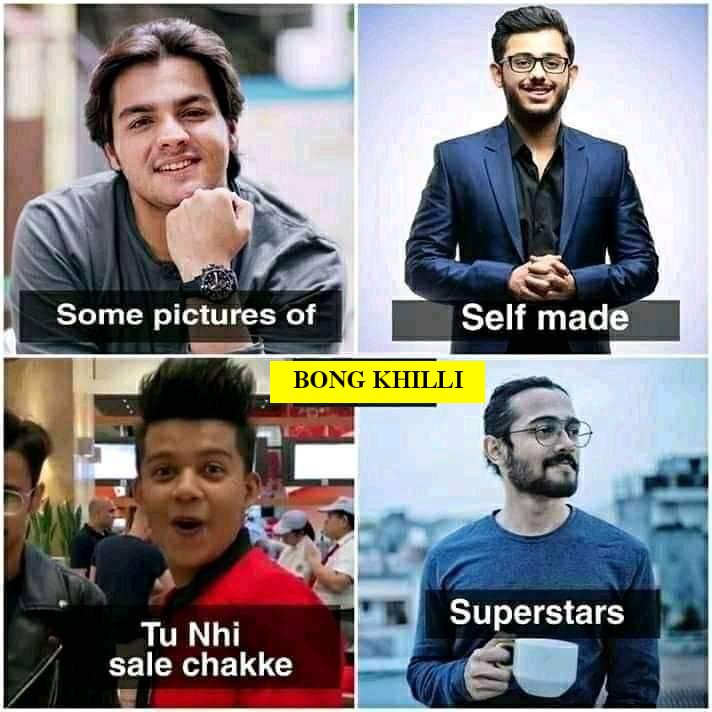 Some pictures of
Self made
BONG KHILLI
Tu Nhi
sale chakke
Superstars